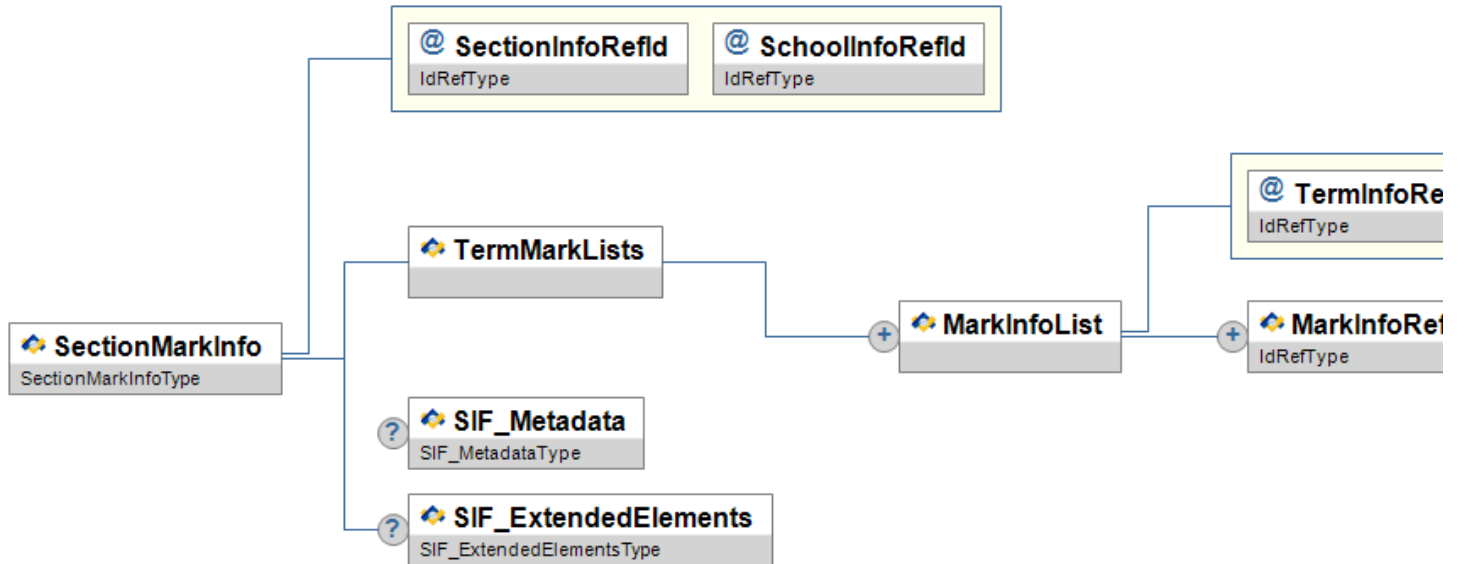 @ SectionInfoRefId
IdRefType
@ SchoolInfoRefId
IdRefType
@ TermInfoRe
IdRefType
TermMarkLists
+ MarkInfoList
+ MarkInfoRef
IdRefType
SectionMarkInfo
SectionMarkInfoType
? SIF_Metadata
SIF_MetadataType
? SIF_ExtendedElements
SIF_ExtendedElementsType